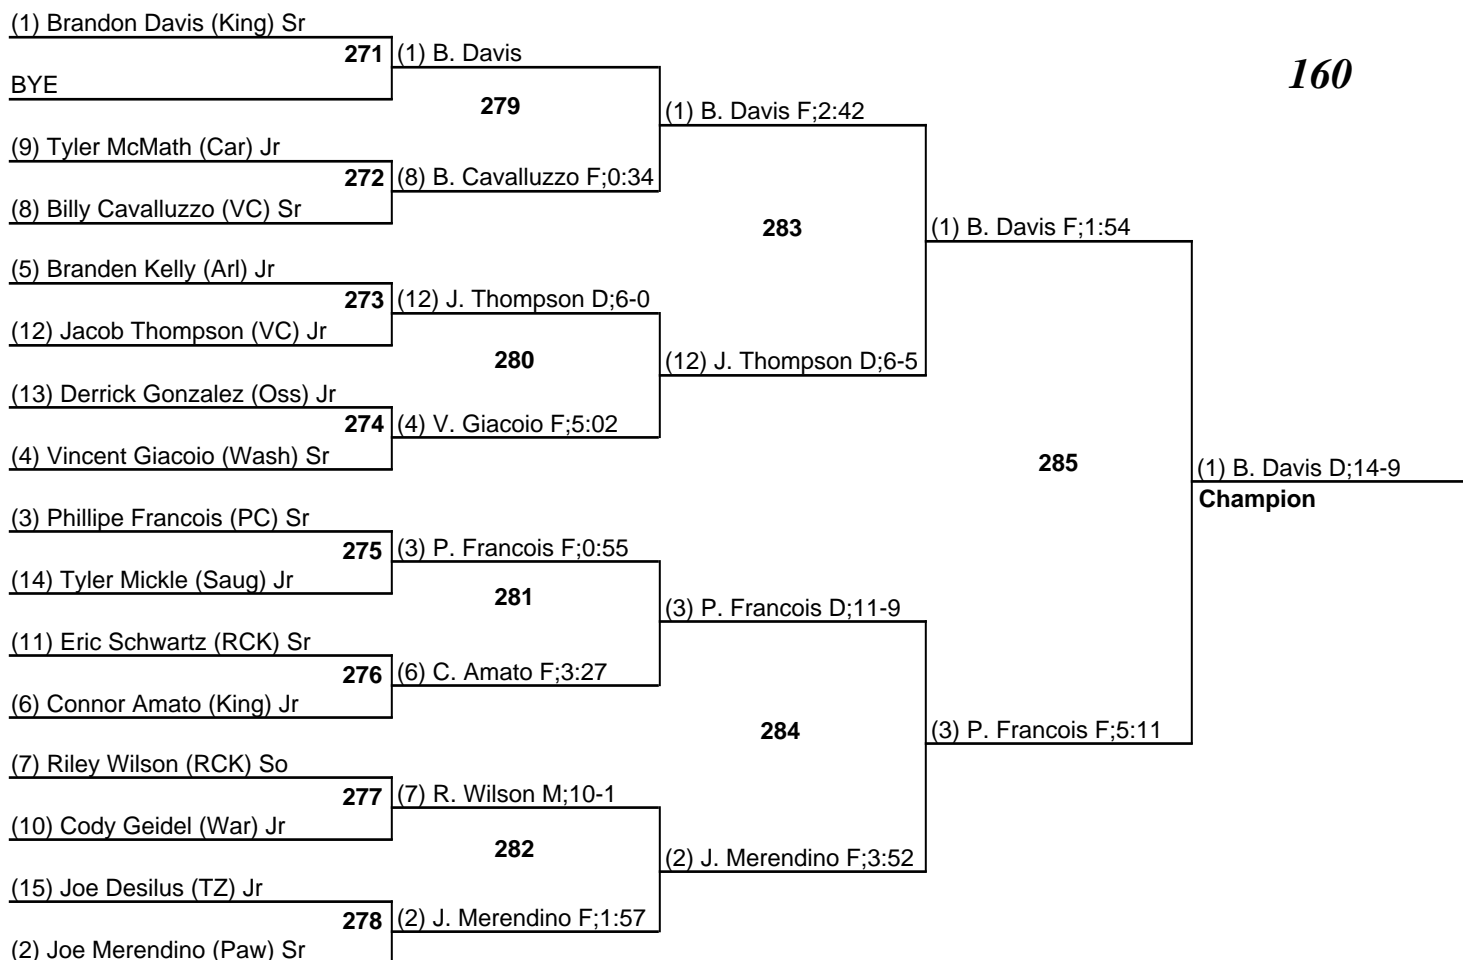 (1) Brandon Davis (King) Sr
271
(1) B. Davis
BYE
160
279
(1) B. Davis F;2:42
(9) Tyler McMath (Car) Jr
272
(8) B. Cavalluzzo F;0:34
(8) Billy Cavalluzzo (VC) Sr
283
(1) B. Davis F;1:54
(5) Branden Kelly (Arl) Jr
273
(12) J. Thompson D;6-0
(12) Jacob Thompson (VC) Jr
280
(12) J. Thompson D;6-5
(13) Derrick Gonzalez (Oss) Jr
274
(4) V. Giacoio F;5:02
(4) Vincent Giacoio (Wash) Sr
285
(1) B. Davis D;14-9
Champion
(3) Phillipe Francois (PC) Sr
275
(3) P. Francois F;0:55
(14) Tyler Mickle (Saug) Jr
281
(3) P. Francois D;11-9
(11) Eric Schwartz (RCK) Sr
276
(6) C. Amato F;3:27
(6) Connor Amato (King) Jr
284
(3) P. Francois F;5:11
(7) Riley Wilson (RCK) So
277
(7) R. Wilson M;10-1
(10) Cody Geidel (War) Jr
282
(2) J. Merendino F;3:52
(15) Joe Desilus (TZ) Jr
278
(2) J. Merendino F;1:57
(2) Joe Merendino (Paw) Sr